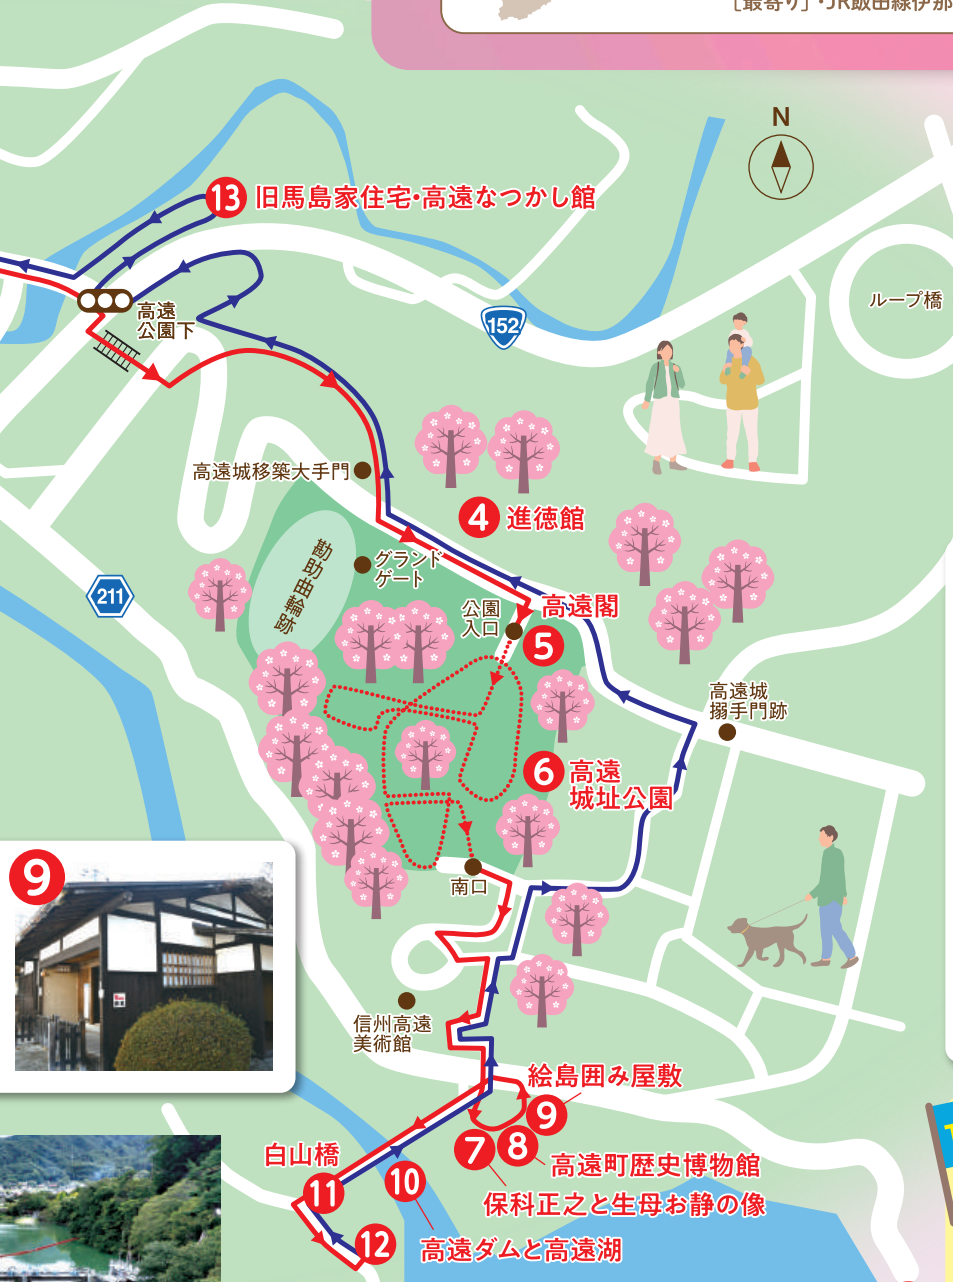 [最寄り]・JR飯田線伊那
N
13 旧馬島家住宅・高遠なつかし館
高遠
公園下
152
ループ橋
高遠城移築大手門
4 進徳館
勘助曲輪跡
グランド
ゲート
211
公園
入口
高遠閣
5
高遠城
搦手門跡
6 高遠
城址公園
9
南口
信州高遠
美術館
絵島囲み屋敷
9
7
8
高遠町歴史博物館
白山橋
11
10
保科正之と生母お静の像
12
高遠ダムと高遠湖